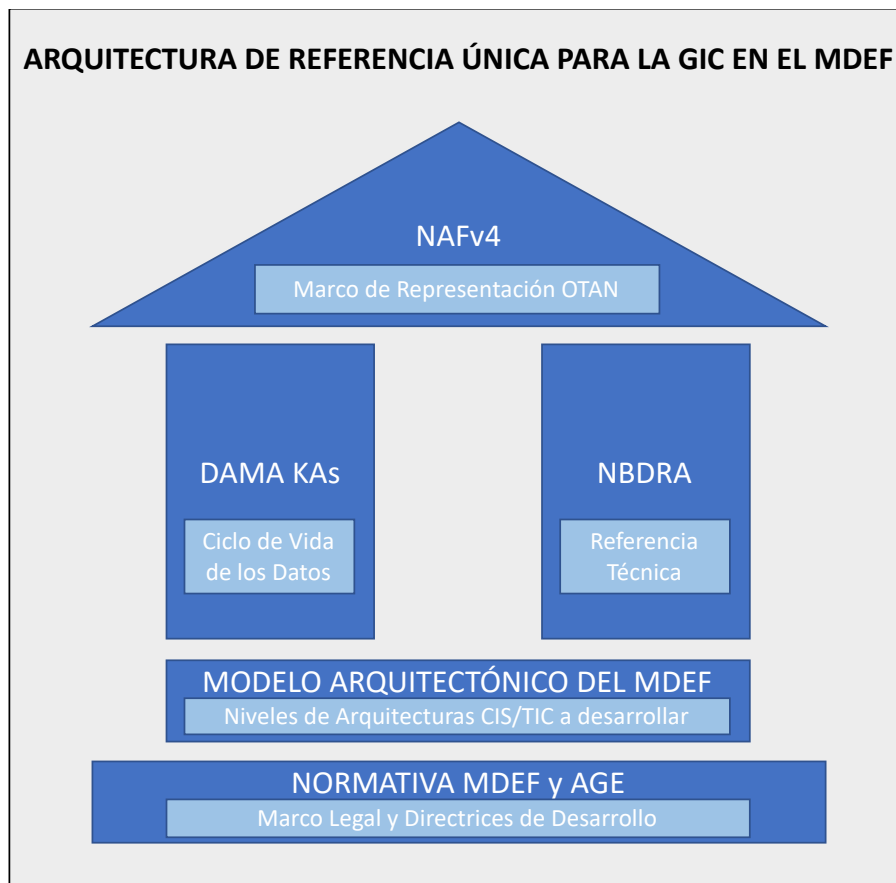 ARQUITECTURA DE REFERENCIA ÚNICA PARA LA GIC EN EL MDEF
NAFv4
Marco de Representación OTAN
DAMA KAs
Ciclo de Vida
de los Datos
NBDRA
Referencia
Técnica
MODELO ARQUITECTÓNICO DEL MDEF
Niveles de Arquitecturas CIS/TIC a desarrollar
NORMATIVA MDEF y AGE
Marco Legal y Directrices de Desarrollo